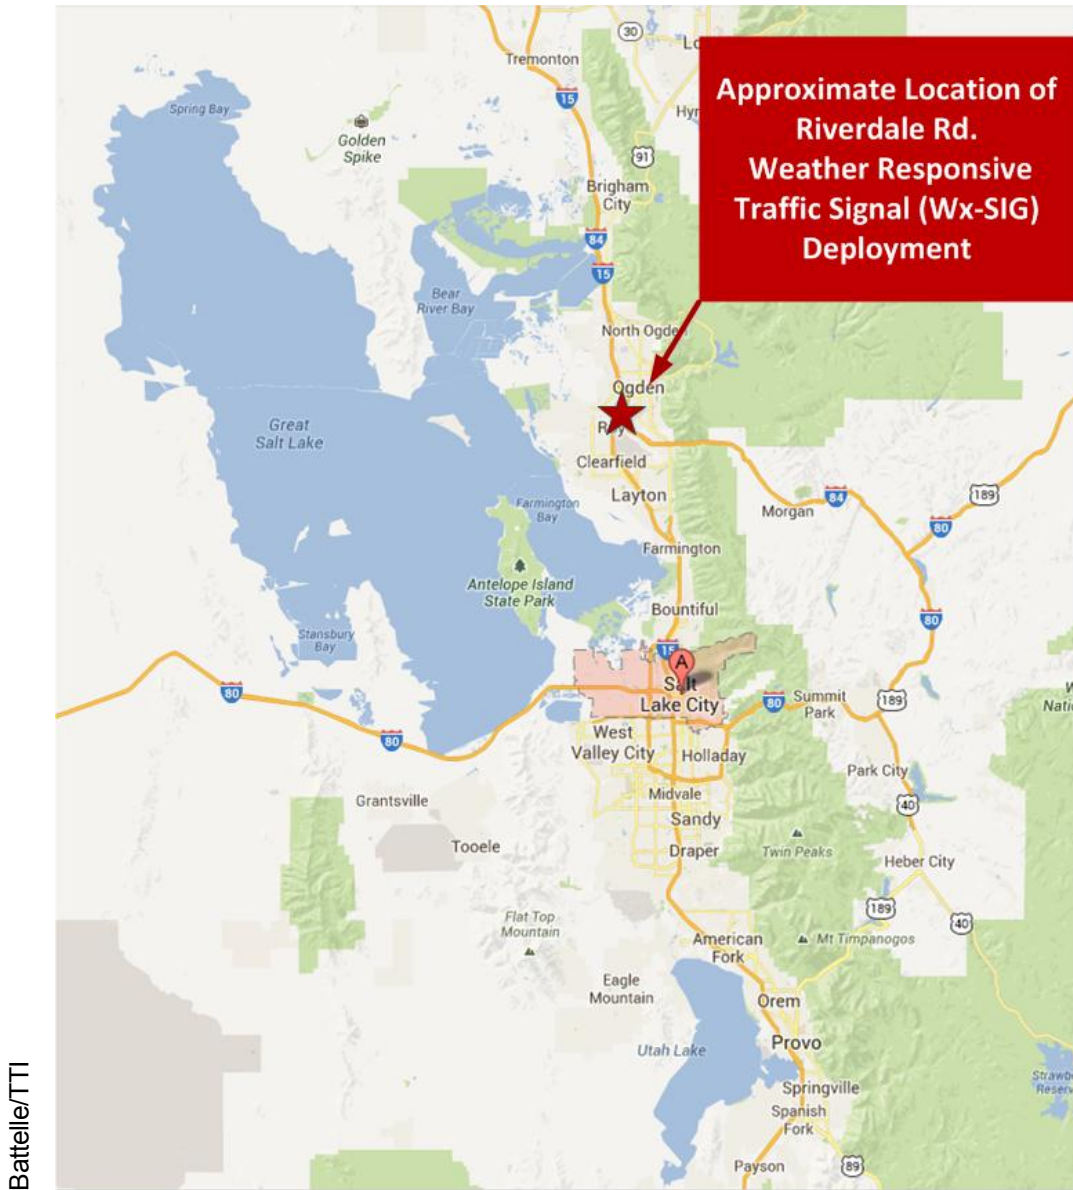 30
Tremonton
15
Spring Bay
Golden
Spike
91
Brigham
City
84
15
Approximate Location of
Riverdale Rd.
Weather Responsive
Traffic Signal (Wx-SIG)
Deployment
Bear
River Bay
North Ogden
Ogden
Great
Salt Lake
Clearfield
Layton
Farmington
Bay
Morgan
84
189
80
Farmington
Antelope Island
State Park
Bountiful
80
Stansbury
Bay
15
A
Salt
Lake City
80
80
80
Summit
Park
189
West
Valley City
Holladay
Park City
Grantsville
Midvale
40
Sandy
Tooele
Draper
Twin Peaks
Heber City
189
40
Flat Top
Mountain
American
Fork
Mt Timpanogos
Eagle
Mountain
Orem
Utah Lake
Provo
Springville
Spanish
Fork
Payson
89
Battelle/TTI